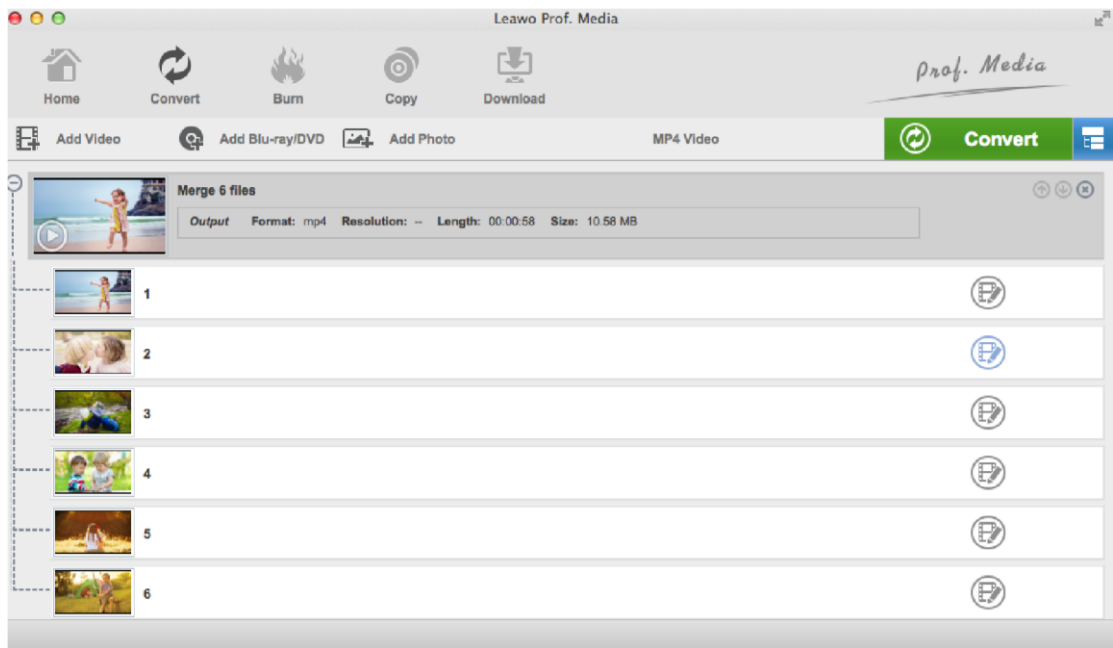 Leawo Prof. Media
Home Convert Burn Copy Download
Prof. Media
Add Video Add Blu-ray/DVD Add Photo MP4 Video Convert
Merge 6 files
Output Format: mp4 Resolution: -- Length: 00:00:58 Size: 10.58 MB
1
2
3
4
5
6